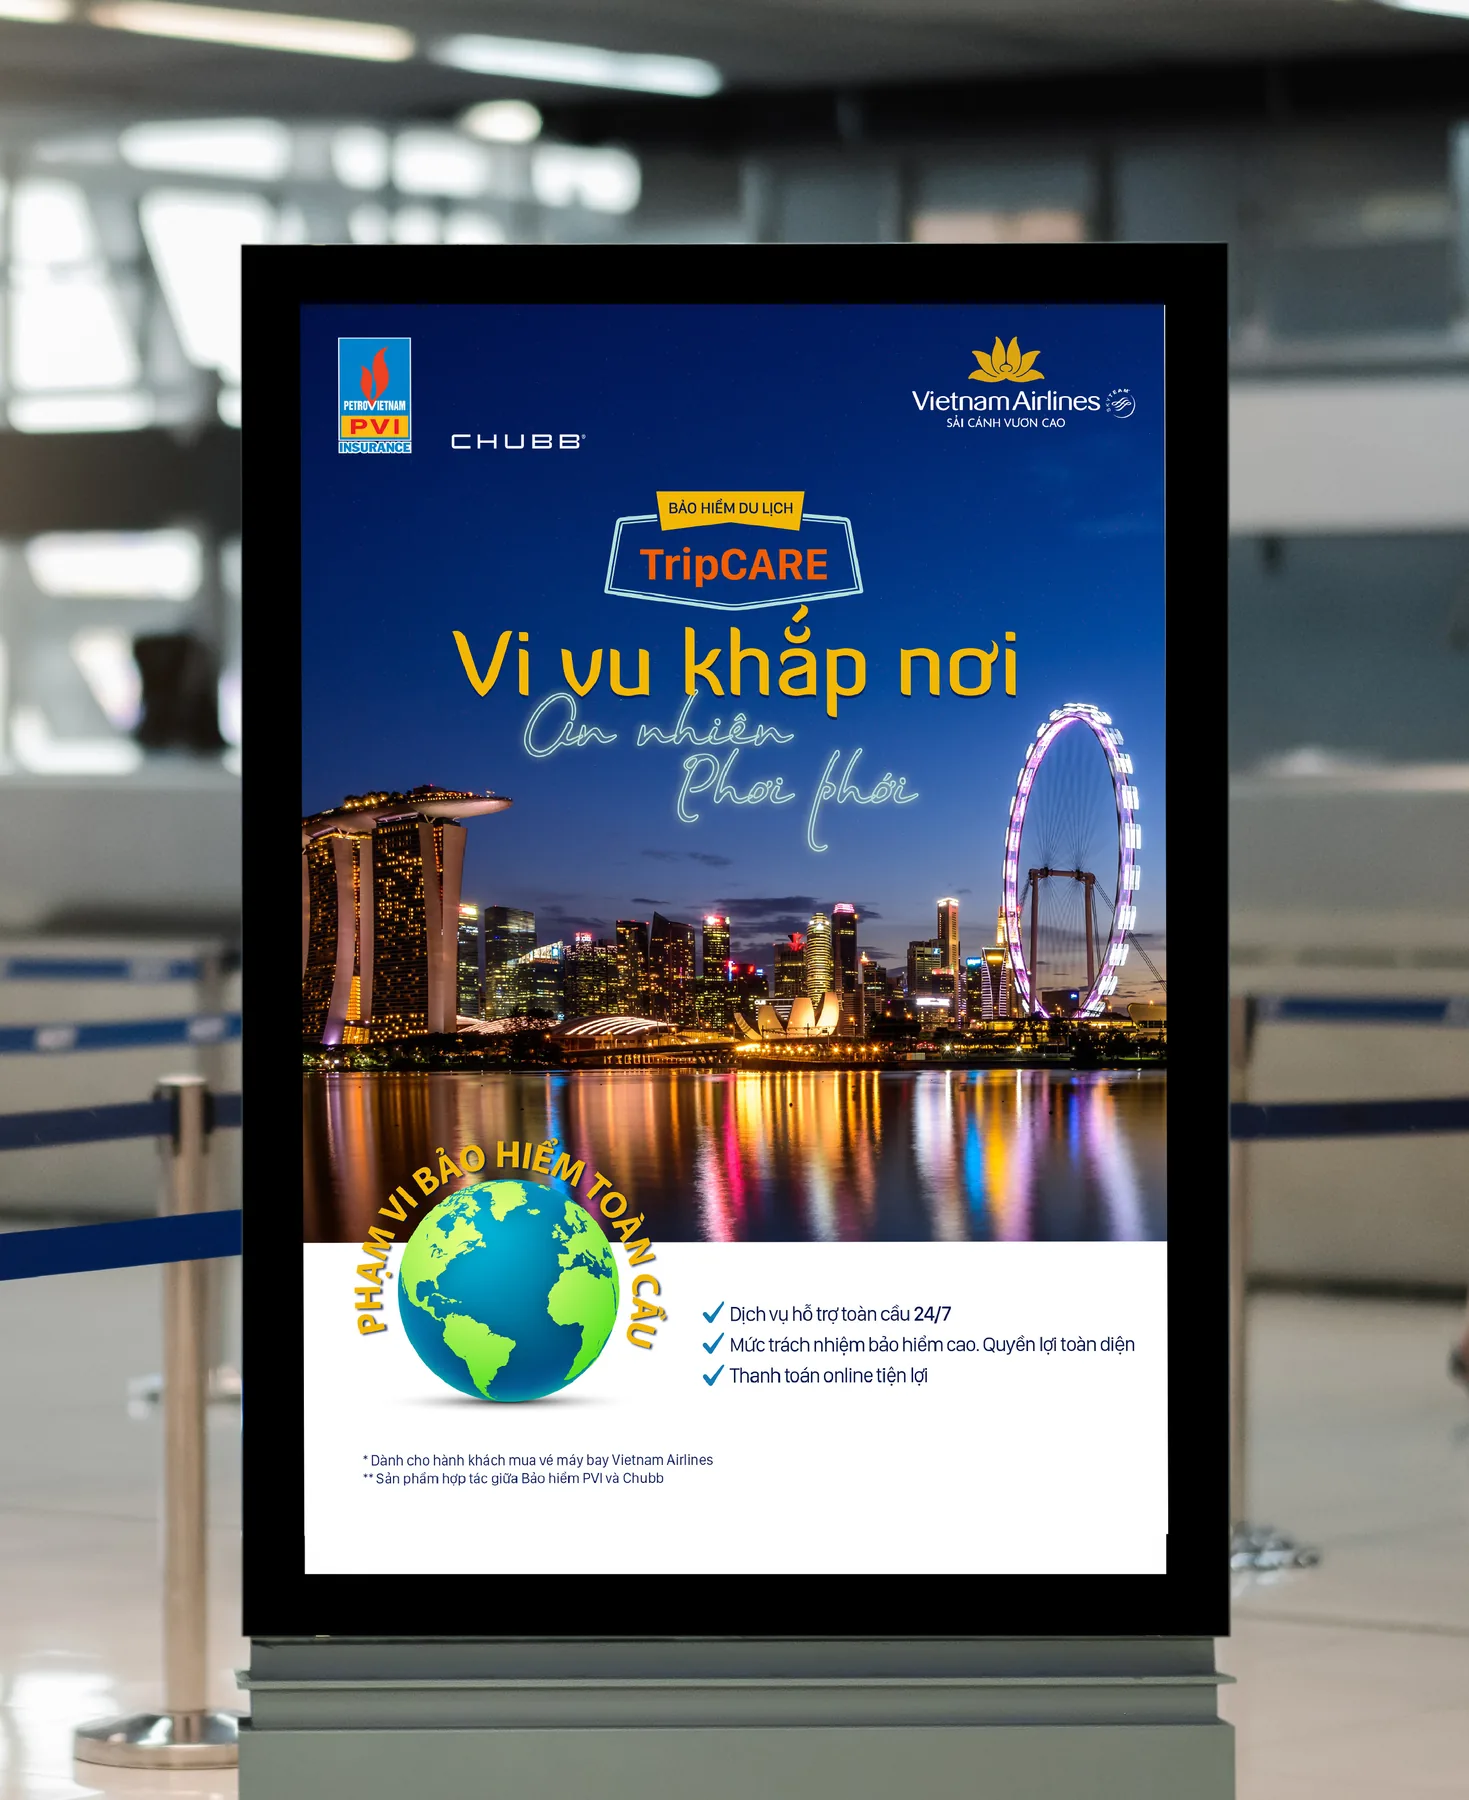 PETROVIETNAM
PVI
INSURANCE
CHUBB®
Vietnam Airlines
SKYTEAM
SẢI CÁNH VƯƠN CAO
BẢO HIỂM DU LỊCH
TripCARE
Vi vu khắp nơi
An nhiên
Phơi phới
PHẠM VI BẢO HIỂM TOÀN CẦU
Dịch vụ hỗ trợ toàn cầu 24/7
Mức trách nhiệm bảo hiểm cao. Quyền lợi toàn diện
Thanh toán online tiện lợi
* Dành cho hành khách mua vé máy bay Vietnam Airlines
** Sản phẩm hợp tác giữa Bảo hiểm PVI và Chubb